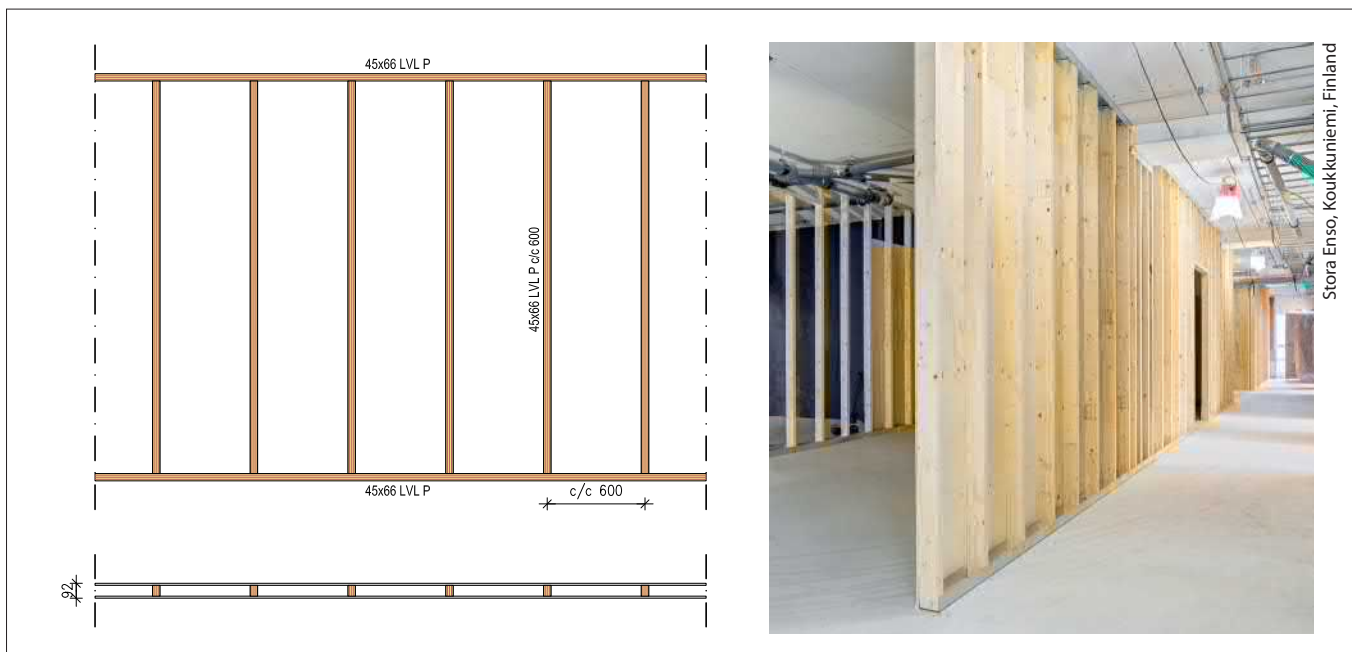 45x66 LVL P
45x66 LVL P c/c 600
45x66 LVL P
c/c 600
92
Stora Enso, Koukkuniemi, Finland